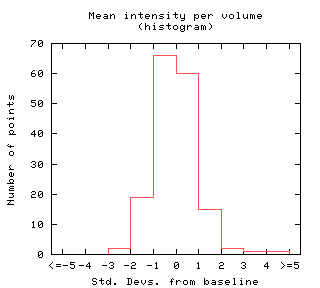 Mean intensity per volume
(histogram)
Number of points
70
60
50
40
30
20
10
0
<=-5 -4 -3 -2 -1 0 1 2 3 4 >=5
Std. Devs. from baseline